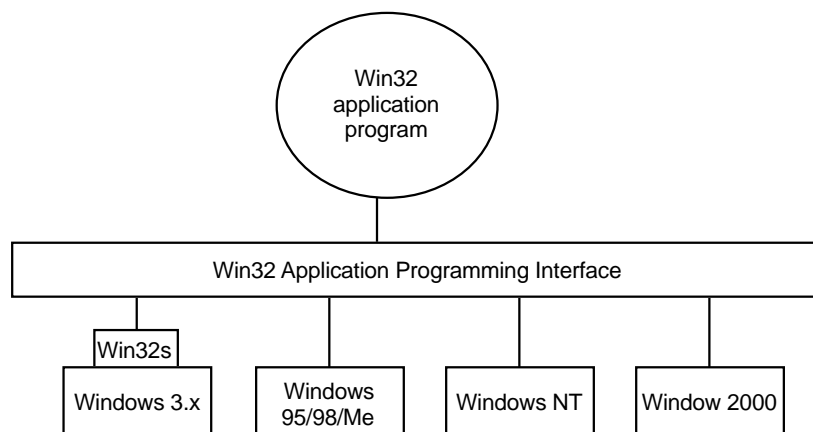 Win32
application
program
Win32 Application Programming Interface
Win32s
Windows 3.x
Windows
95/98/Me
Windows NT
Window 2000